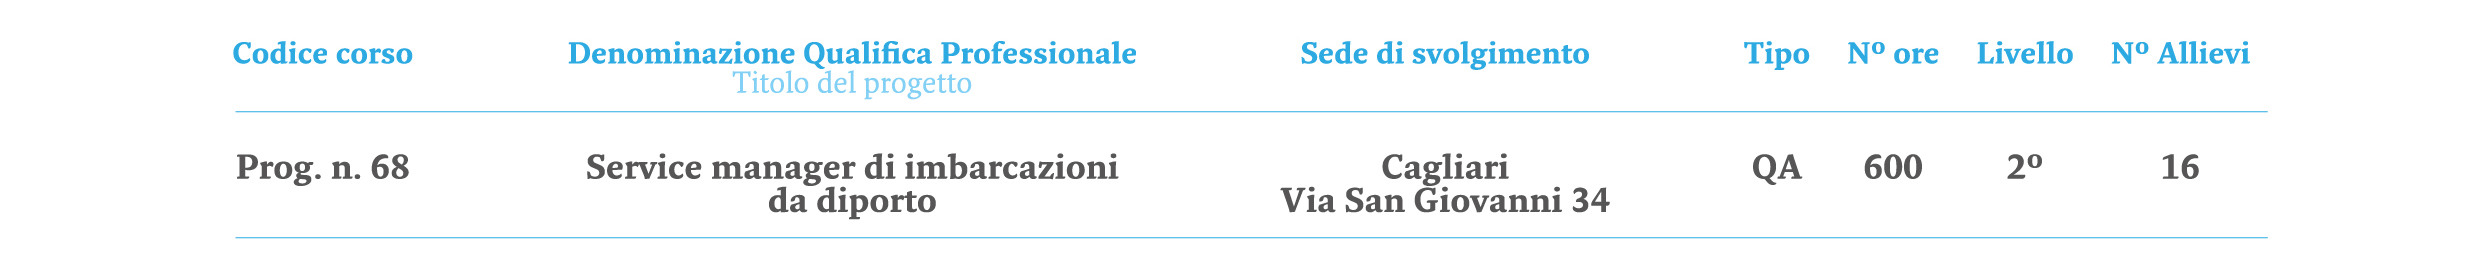 Codice corso Denominazione Qualifica Professionale Sede di svolgimento Tipo Nº ore Livello Nº Allievi
Titolo del progetto
Prog. n. 68 Service manager di imbarcazioni Cagliari QA 600 2º 16
da diporto Via San Giovanni 34